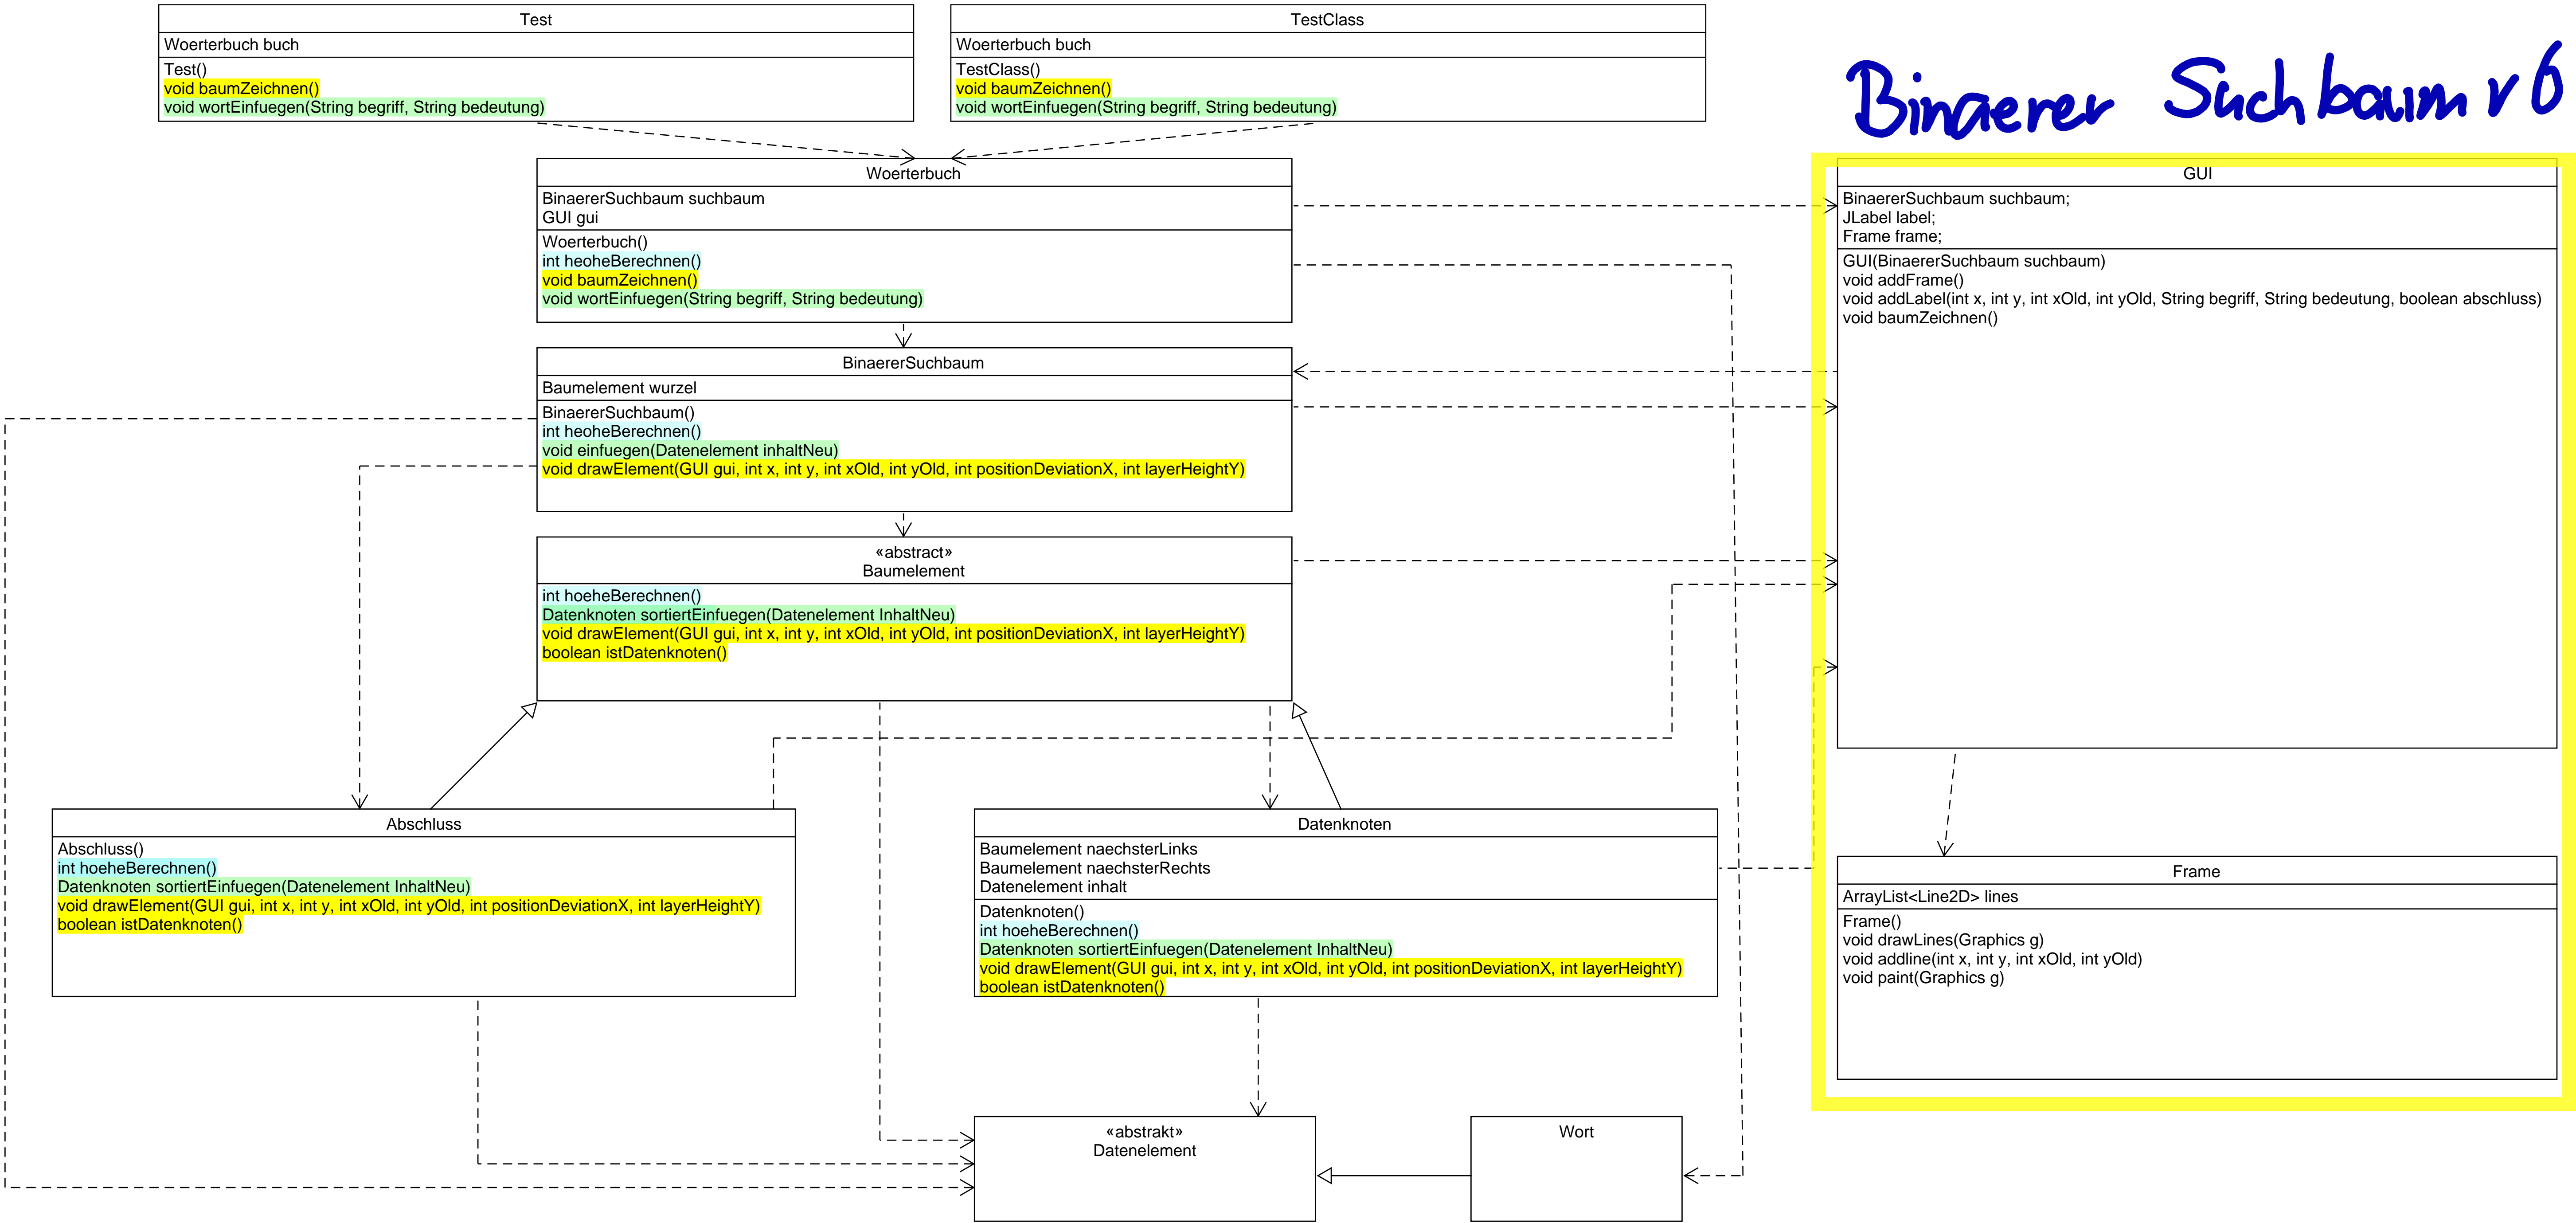 Test
Woerterbuch buch
Test()
void baumZeichnen()
void wortEinfuegen(String begriff, String bedeutung)
TestClass
Woerterbuch buch
TestClass()
void baumZeichnen()
void wortEinfuegen(String begriff, String bedeutung)
Binaerer Suchbaum v6
Woerterbuch
BinaererSuchbaum suchbaum
GUI gui
Woerterbuch()
int heoheBerechnen()
void baumZeichnen()
void wortEinfuegen(String begriff, String bedeutung)
GUI
BinaererSuchbaum suchbaum;
JLabel label;
Frame frame;
GUI(BinaererSuchbaum suchbaum)
void addFrame()
void addLabel(int x, int y, int xOld, int yOld, String begriff, String bedeutung, boolean abschluss)
void baumZeichnen()
BinaererSuchbaum
Baumelement wurzel
BinaererSuchbaum()
int heoheBerechnen()
void einfuegen(Datenelement inhaltNeu)
void drawElement(GUI gui, int x, int y, int xOld, int yOld, int positionDeviationX, int layerHeightY)
«abstract»
Baumelement
int hoeheBerechnen()
Datenknoten sortiertEinfuegen(Datenelement InhaltNeu)
void drawElement(GUI gui, int x, int y, int xOld, int yOld, int positionDeviationX, int layerHeightY)
boolean istDatenknoten()
Abschluss
Abschluss()
int hoeheBerechnen()
Datenknoten sortiertEinfuegen(Datenelement InhaltNeu)
void drawElement(GUI gui, int x, int y, int xOld, int yOld, int positionDeviationX, int layerHeightY)
boolean istDatenknoten()
Datenknoten
Baumelement naechsterLinks
Baumelement naechsterRechts
Datenelement inhalt
Datenknoten()
int hoeheBerechnen()
Datenknoten sortiertEinfuegen(Datenelement InhaltNeu)
void drawElement(GUI gui, int x, int y, int xOld, int yOld, int positionDeviationX, int layerHeightY)
boolean istDatenknoten()
Frame
ArrayList<Line2D> lines
Frame()
void drawLines(Graphics g)
void addline(int x, int y, int xOld, int yOld)
void paint(Graphics g)
«abstrakt»
Datenelement
Wort